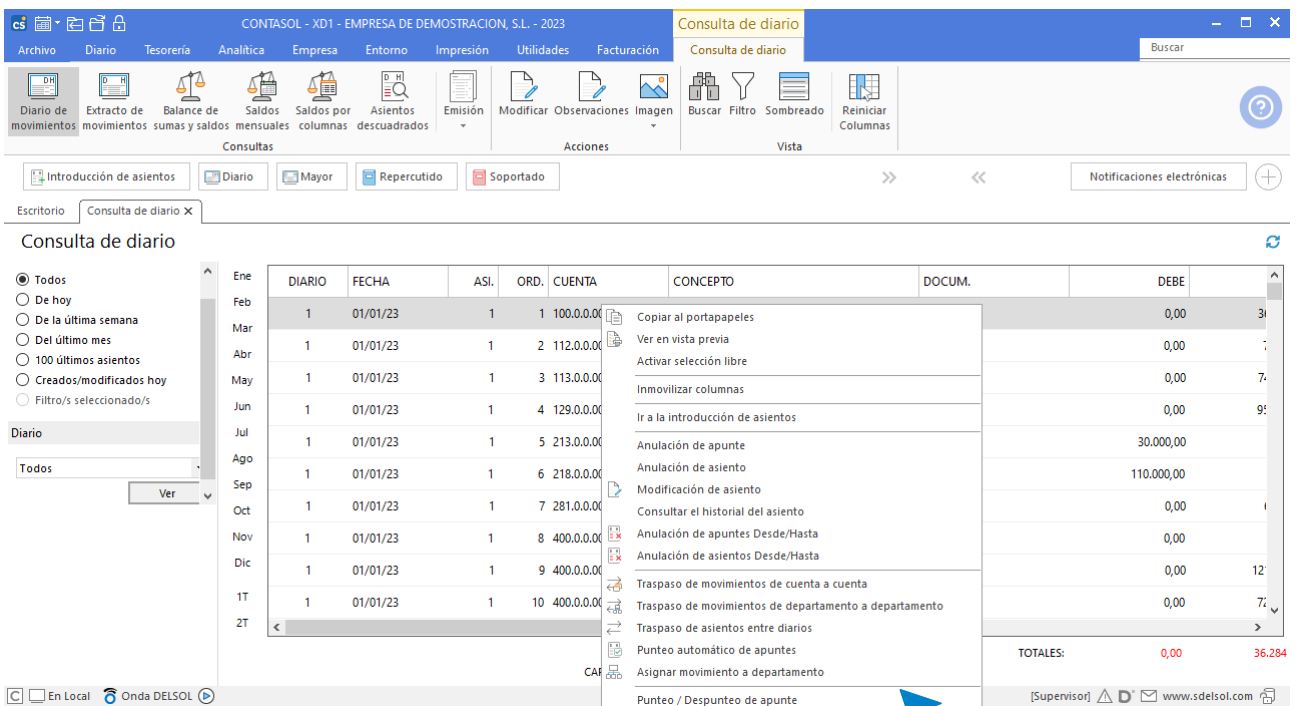 cs CONTASOL - XD1 - EMPRESA DE DEMOSTRACION, S.L. - 2023 Consulta de diario
Archivo Diario Tesorería Analítica Empresa Entorno Impresión Utilidades Facturación Consulta de diario Buscar
Diario de movimientos
Extracto de movimientos
Balance de sumas y saldos
Saldos mensuales
Saldos por columnas
Asientos descuadrados
Emisión
Modificar
Observaciones
Imagen
Buscar
Filtro
Sombreado
Reiniciar Columnas
Consultas Acciones Vista
Introducción de asientos Diario Mayor Repercutido Soportado Notificaciones electrónicas
Escritorio Consulta de diario
Consulta de diario
Todos
De hoy
De la última semana
Del último mes
100 últimos asientos
Creados/modificados hoy
Filtro/s seleccionado/s
Diario
Todos
Ver
Ene
Feb
Mar
Abr
May
Jun
Jul
Ago
Sep
Oct
Nov
Dic
1T
2T
DIARIO FECHA ASI. ORD. CUENTA CONCEPTO DOCUM. DEBE
1 01/01/23 1 1 100.0.0.00 0,00
1 01/01/23 1 2 112.0.0.00 0,00
1 01/01/23 1 3 113.0.0.00 0,00
1 01/01/23 1 4 129.0.0.00 0,00
1 01/01/23 1 5 213.0.0.00 30.000,00
1 01/01/23 1 6 218.0.0.00 110.000,00
1 01/01/23 1 7 281.0.0.00 0,00
1 01/01/23 1 8 400.0.0.00 0,00
1 01/01/23 1 9 400.0.0.00 0,00
1 01/01/23 1 10 400.0.0.00 0,00
Copiar al portapapeles
Ver en vista previa
Activar selección libre
Inmovilizar columnas
Ir a la introducción de asientos
Anulación de apunte
Anulación de asiento
Modificación de asiento
Consultar el historial del asiento
Anulación de apuntes Desde/Hasta
Anulación de asientos Desde/Hasta
Traspaso de movimientos de cuenta a cuenta
Traspaso de movimientos de departamento a departamento
Traspaso de asientos entre diarios
Punteo automático de apuntes
Asignar movimiento a departamento
Punteo / Despunteo de apunte
TOTALES: 0,00 36.284
C En Local Onda DELSOL [Supervisor] D www.sdelsol.com